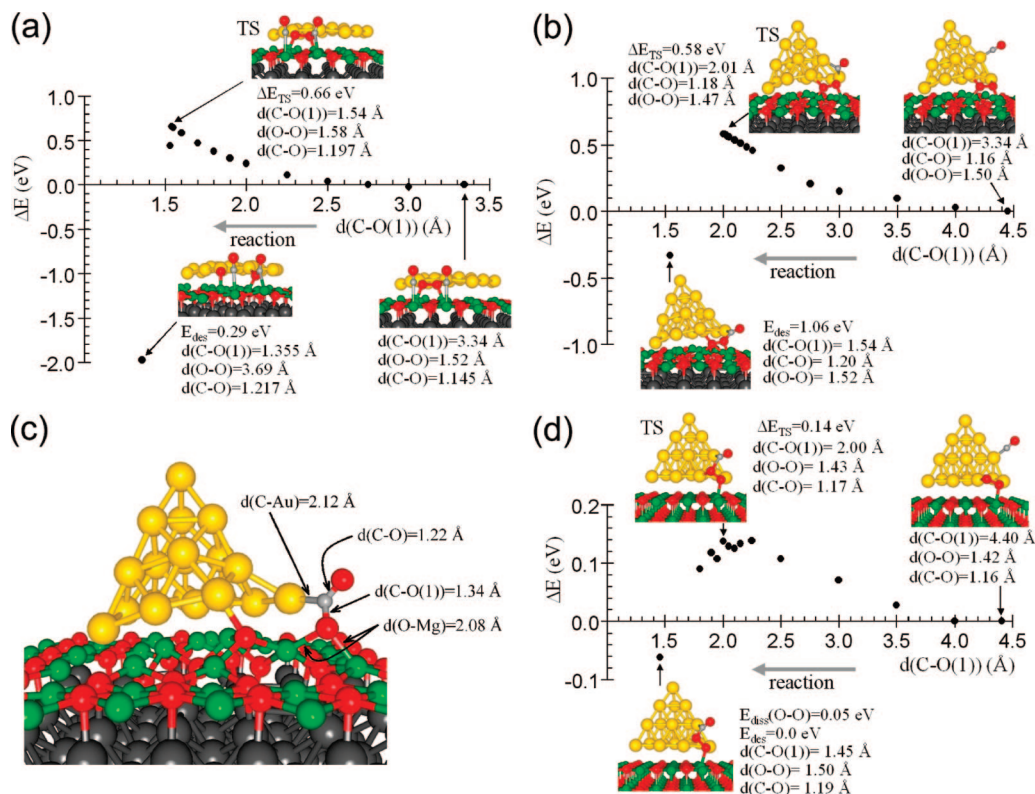 (a)
TS
ΔE_TS=0.66 eV
d(C-O(1))=1.54 Å
d(O-O)=1.58 Å
d(C-O)=1.197 Å
ΔE (eV)
1.0
0.5
0.0
-0.5
-1.0
-1.5
-2.0
1.5 2.0 2.5 3.0 3.5
d(C-O(1)) (Å)
reaction
E_des=0.29 eV
d(C-O(1))=1.355 Å
d(O-O)=3.69 Å
d(C-O)=1.217 Å
d(C-O(1))=3.34 Å
d(O-O)=1.52 Å
d(C-O)=1.145 Å
(b)
TS
ΔE_TS=0.58 eV
d(C-O(1))=2.01 Å
d(C-O)=1.18 Å
d(O-O)=1.47 Å
d(C-O(1))=3.34 Å
d(C-O)= 1.16 Å
d(O-O)=1.50 Å
ΔE (eV)
1.0
0.5
0.0
-0.5
-1.0
1.5 2.0 2.5 3.0 3.5 4.0 4.5
d(C-O(1)) (Å)
reaction
E_des=1.06 eV
d(C-O(1))=1.54 Å
d(C-O)= 1.20 Å
d(O-O)= 1.52 Å
(c)
d(C-Au)=2.12 Å
d(C-O)=1.22 Å
d(C-O(1))=1.34 Å
d(O-Mg)=2.08 Å
(d)
TS
ΔE_TS=0.14 eV
d(C-O(1))= 2.00 Å
d(O-O)= 1.43 Å
d(C-O)= 1.17 Å
d(C-O(1))=4.40 Å
d(O-O)= 1.42 Å
d(C-O)= 1.16 Å
ΔE (eV)
0.2
0.1
0.0
-0.1
1.5 2.0 2.5 3.0 3.5 4.0 4.5
d(C-O(1)) (Å)
reaction
E_diss(O-O)=0.05 eV
E_des=0.0 eV
d(C-O(1))= 1.45 Å
d(O-O)= 1.50 Å
d(C-O)= 1.19 Å